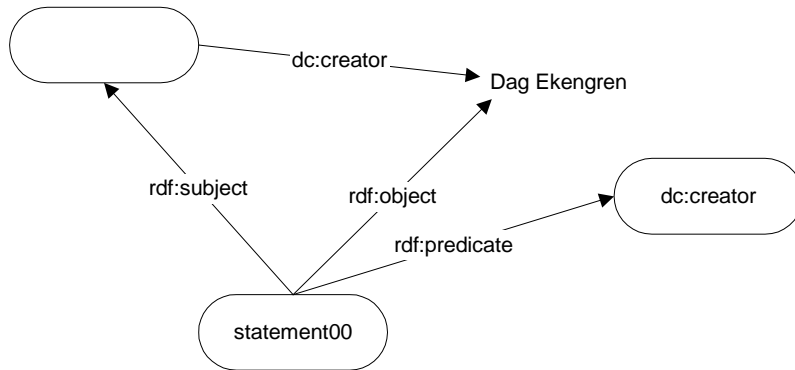 dc:creator
Dag Ekengren
rdf:subject
rdf:object
dc:creator
rdf:predicate
statement00